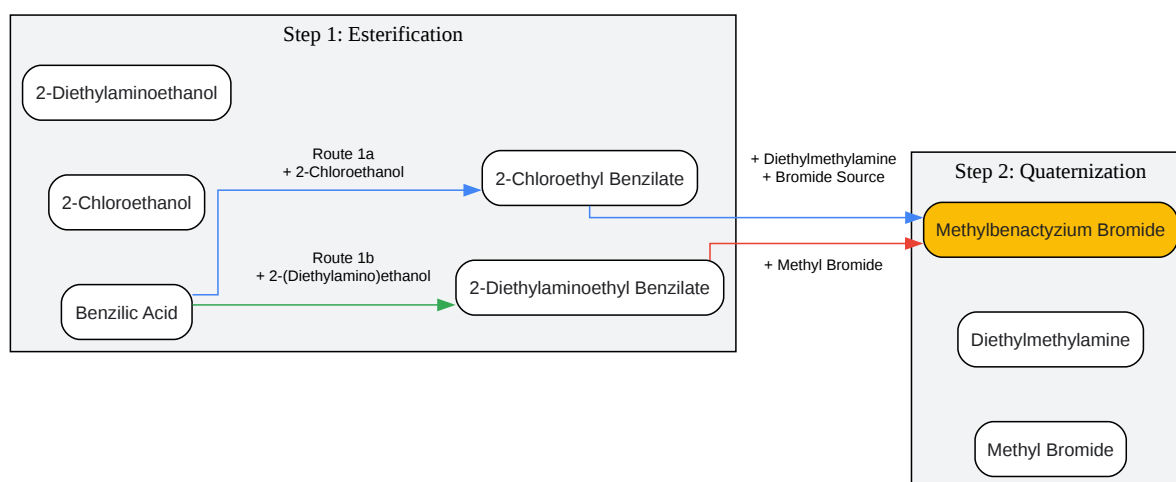 Step 1: Esterification
2-Diethylaminoethanol
2-Chloroethanol
Benzilic Acid
Route 1a
+ 2-Chloroethanol
Route 1b
+ 2-(Diethylamino)ethanol
2-Chloroethyl Benzilate
2-Diethylaminoethyl Benzilate
+ Diethylmethylamine
+ Bromide Source
+ Methyl Bromide
Step 2: Quaternization
Methylbenactyzium Bromide
Diethylmethylamine
Methyl Bromide